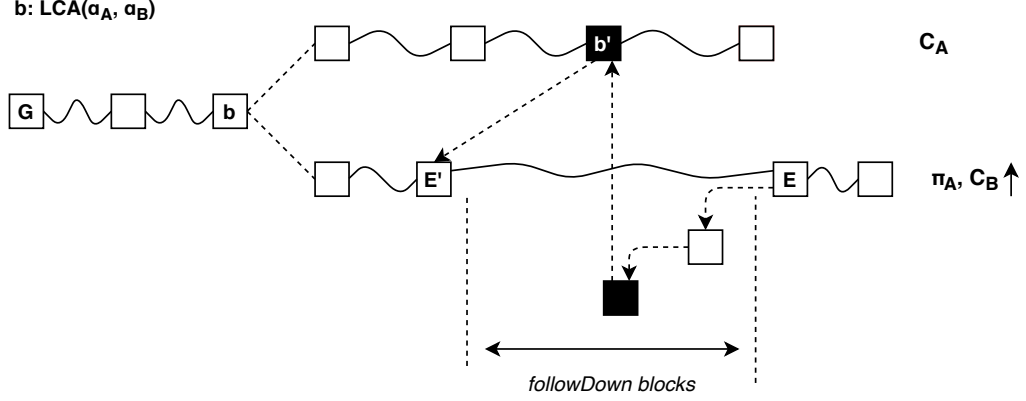 b: LCA(α_A, α_B)
b'
C_A
G
b
E'
E
π_A, C_B ↑
followDown blocks